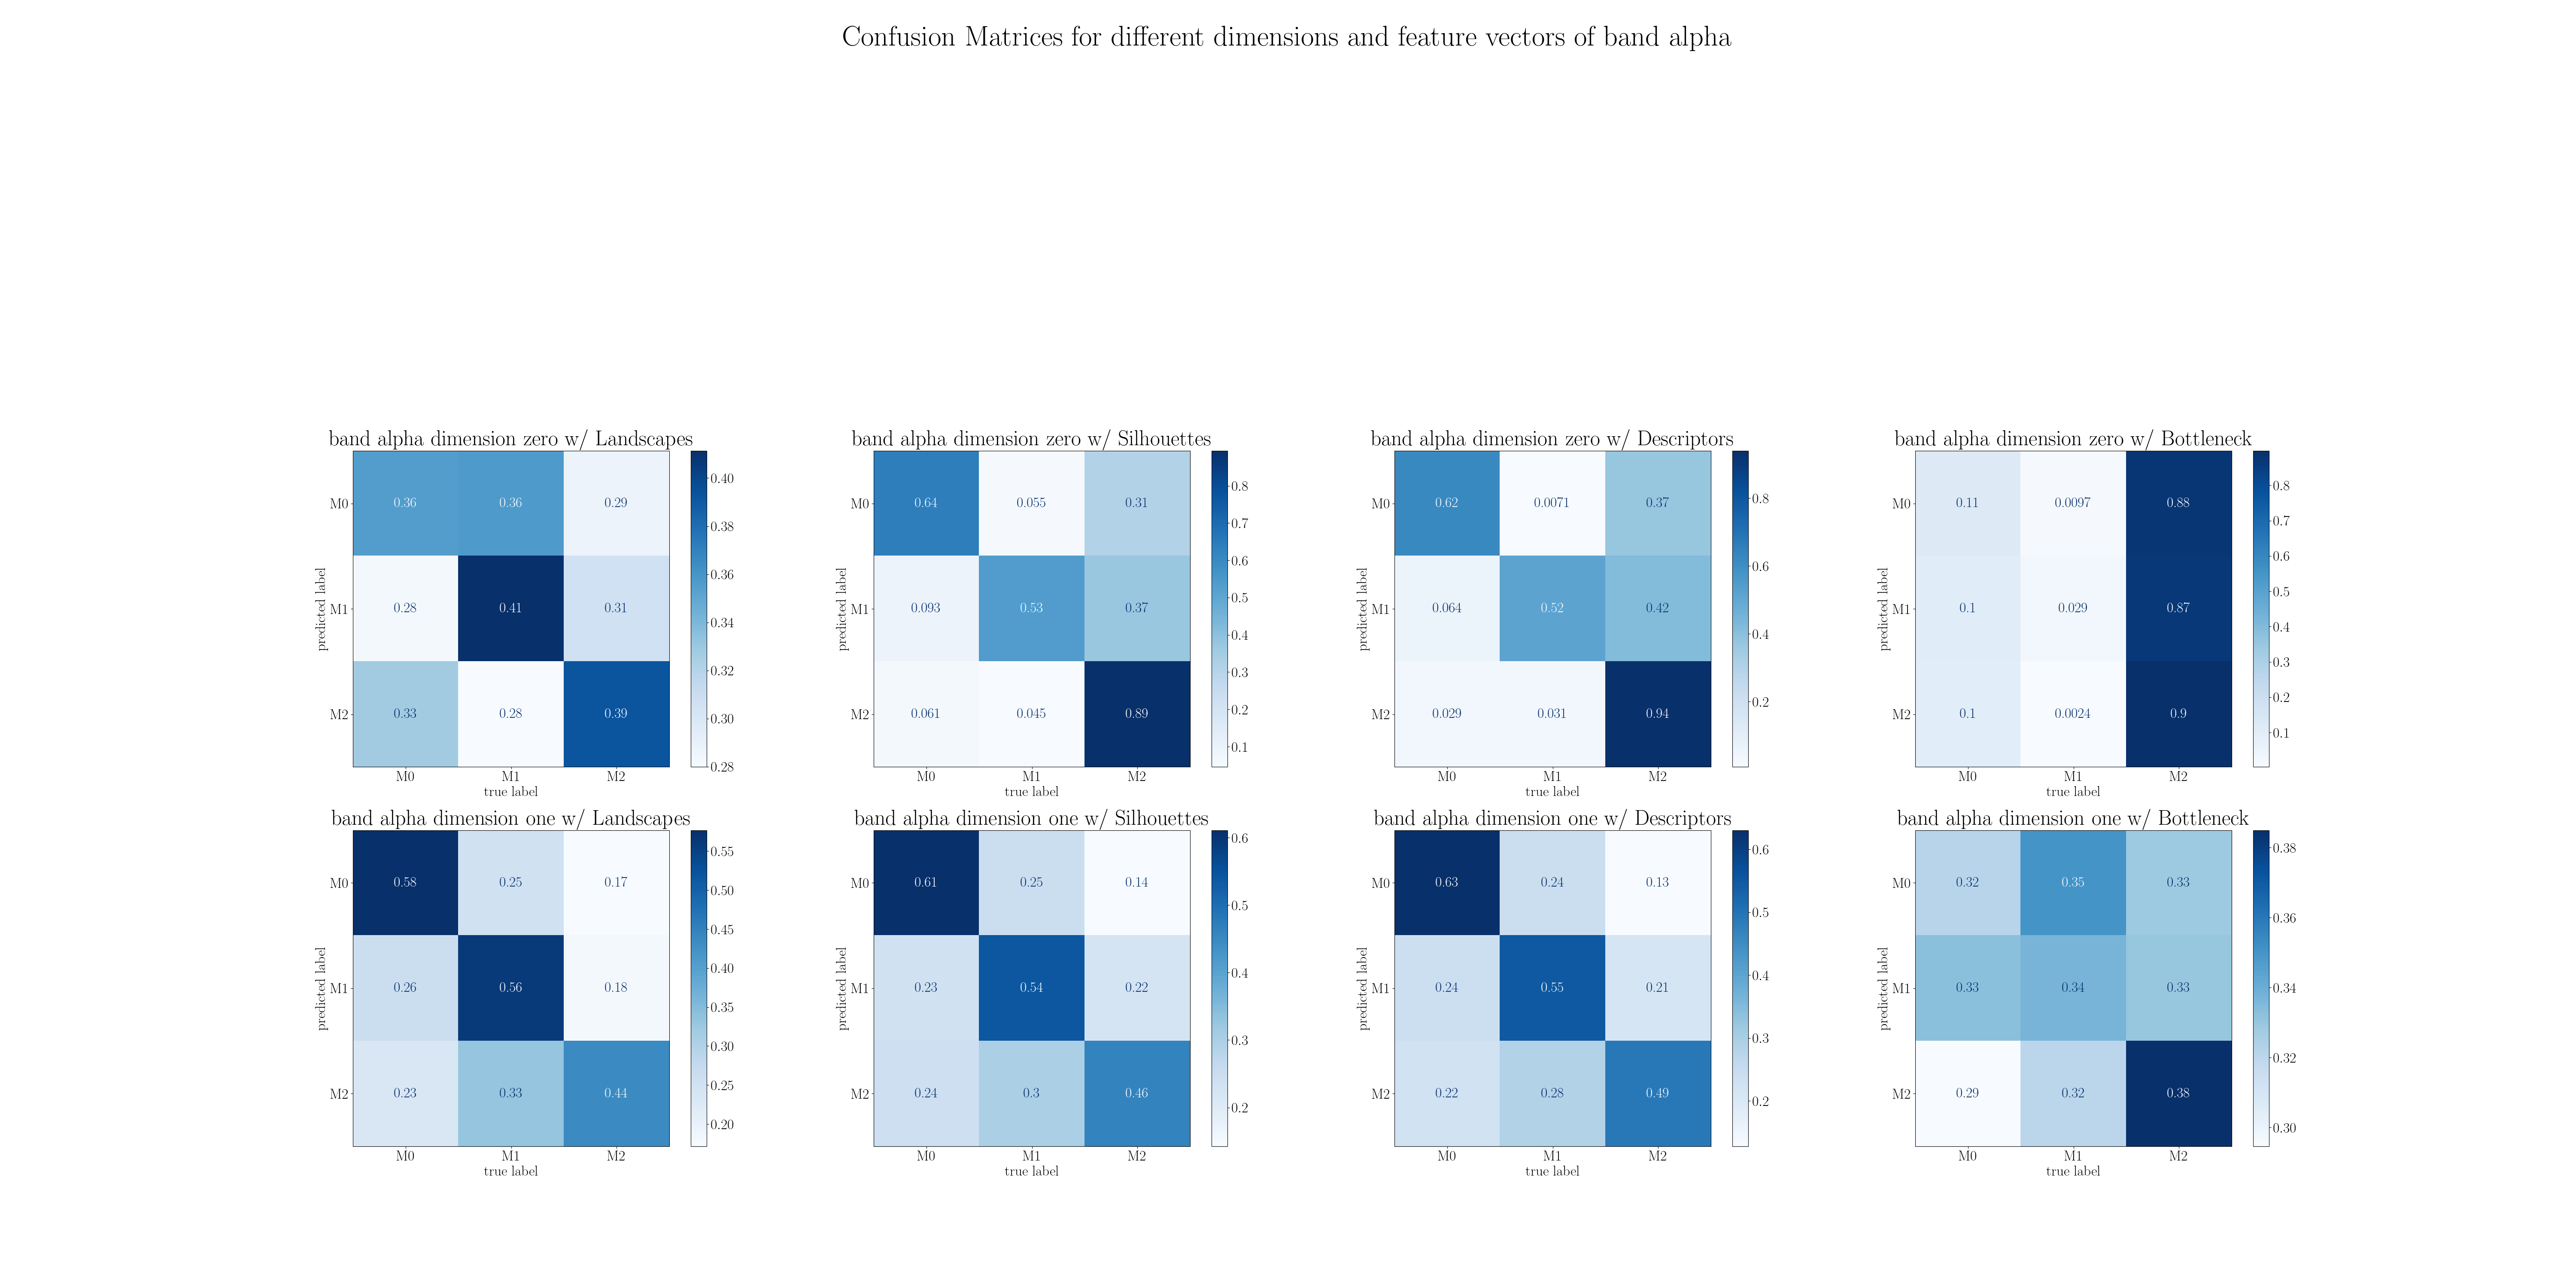 Confusion Matrices for different dimensions and feature vectors of band alpha
band alpha dimension zero w/ Landscapes
M0 0.36 0.36 0.29
M1 0.28 0.41 0.31
M2 0.33 0.28 0.39
M0 M1 M2
true label
predicted label
0.40
0.38
0.36
0.34
0.32
0.30
0.28
band alpha dimension zero w/ Silhouettes
M0 0.64 0.055 0.31
M1 0.093 0.53 0.37
M2 0.061 0.045 0.89
M0 M1 M2
true label
predicted label
0.8
0.7
0.6
0.5
0.4
0.3
0.2
0.1
band alpha dimension zero w/ Descriptors
M0 0.62 0.0071 0.37
M1 0.064 0.52 0.42
M2 0.029 0.031 0.94
M0 M1 M2
true label
predicted label
0.8
0.6
0.4
0.2
band alpha dimension zero w/ Bottleneck
M0 0.11 0.0097 0.88
M1 0.1 0.029 0.87
M2 0.1 0.0024 0.9
M0 M1 M2
true label
predicted label
0.8
0.7
0.6
0.5
0.4
0.3
0.2
0.1
band alpha dimension one w/ Landscapes
M0 0.58 0.25 0.17
M1 0.26 0.56 0.18
M2 0.23 0.33 0.44
M0 M1 M2
true label
predicted label
0.55
0.50
0.45
0.40
0.35
0.30
0.25
0.20
band alpha dimension one w/ Silhouettes
M0 0.61 0.25 0.14
M1 0.23 0.54 0.22
M2 0.24 0.3 0.46
M0 M1 M2
true label
predicted label
0.6
0.5
0.4
0.3
0.2
band alpha dimension one w/ Descriptors
M0 0.63 0.24 0.13
M1 0.24 0.55 0.21
M2 0.22 0.28 0.49
M0 M1 M2
true label
predicted label
0.6
0.5
0.4
0.3
0.2
band alpha dimension one w/ Bottleneck
M0 0.32 0.35 0.33
M1 0.33 0.34 0.33
M2 0.29 0.32 0.38
M0 M1 M2
true label
predicted label
0.38
0.36
0.34
0.32
0.30